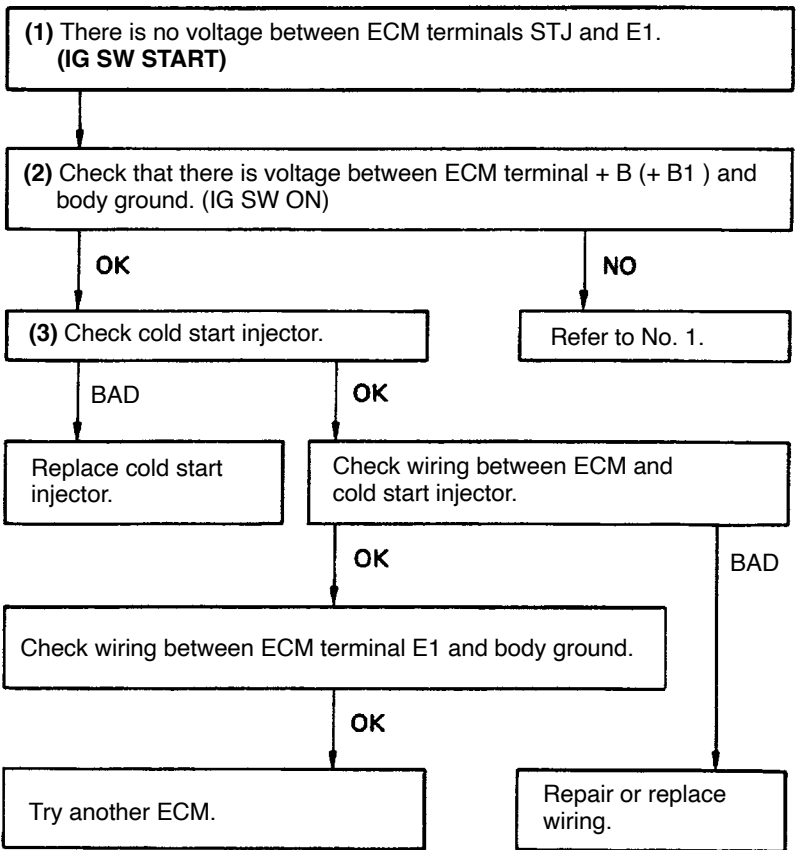 (1) There is no voltage between ECM terminals STJ and E1.
(IG SW START)
(2) Check that there is voltage between ECM terminal + B (+ B1 ) and
body ground. (IG SW ON)
OK
NO
(3) Check cold start injector.
Refer to No. 1.
BAD
OK
Replace cold start
injector.
Check wiring between ECM and
cold start injector.
OK
BAD
Check wiring between ECM terminal E1 and body ground.
OK
Try another ECM.
Repair or replace
wiring.